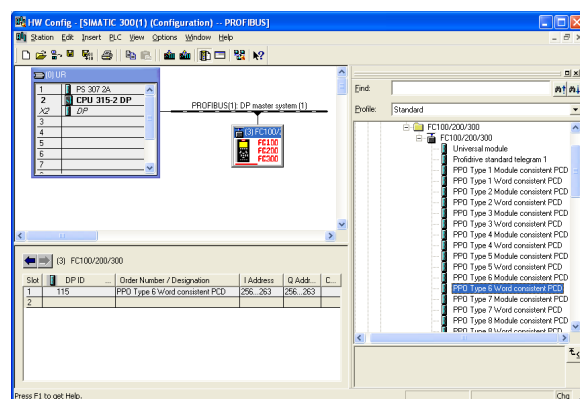 HW Config - [SIMATIC 300(1) (Configuration) -- PROFIBUS]
Station Edit Insert PLC View Options Window Help
(0) UR
1 PS 307 2A
2 CPU 315-2 DP
X2 DP
3
4
5
6
7
PROFIBUS(1): DP master system (1)
(3) FC100/
FC100
FC200
FC300
Find:
Profile: Standard
FC100/200/300
FC100/200/300
Universal module
Profidrive standard telegram 1
PPO Type 1 Module consistent PCD
PPO Type 1 Word consistent PCD
PPO Type 2 Module consistent PCD
PPO Type 2 Word consistent PCD
PPO Type 3 Module consistent PCD
PPO Type 3 Word consistent PCD
PPO Type 4 Module consistent PCD
PPO Type 4 Word consistent PCD
PPO Type 5 Module consistent PCD
PPO Type 5 Word consistent PCD
PPO Type 6 Module consistent PCD
PPO Type 6 Word consistent PCD
PPO Type 7 Module consistent PCD
PPO Type 7 Word consistent PCD
PPO Type 8 Module consistent PCD
PPO Type 8 Word consistent PCD
(3) FC100/200/300
Slot DP ID ... Order Number / Designation I Address Q Addr... C...
1 115 PPO Type 6 Word consistent PCD 256...263 256...263
2
Press F1 to get Help.
Chg